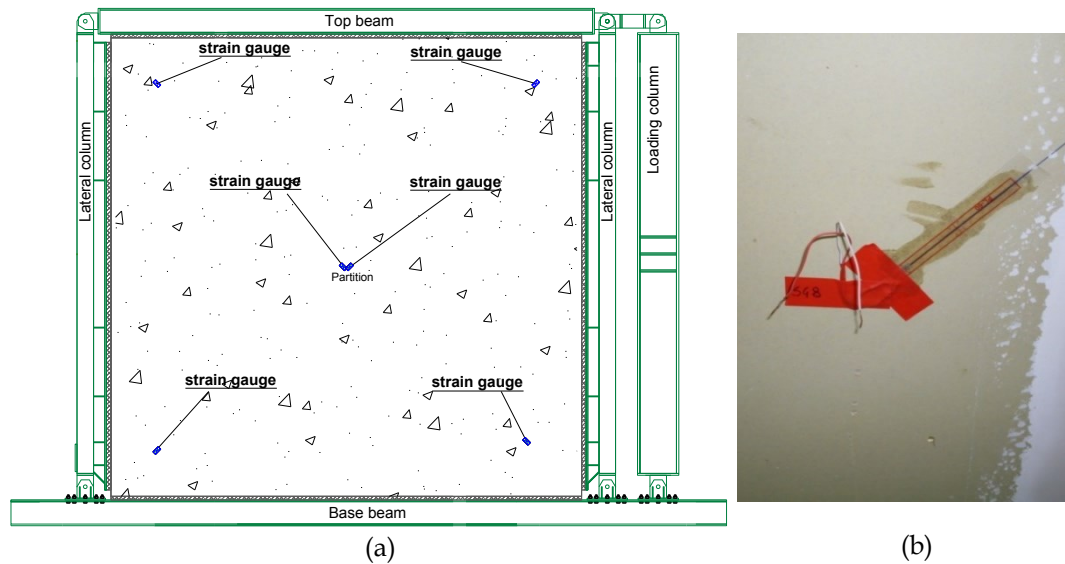 Top beam
strain gauge
strain gauge
Lateral column
Lateral column
Loading column
strain gauge
strain gauge
Partition
strain gauge
strain gauge
Base beam
(a)
SG8
(b)